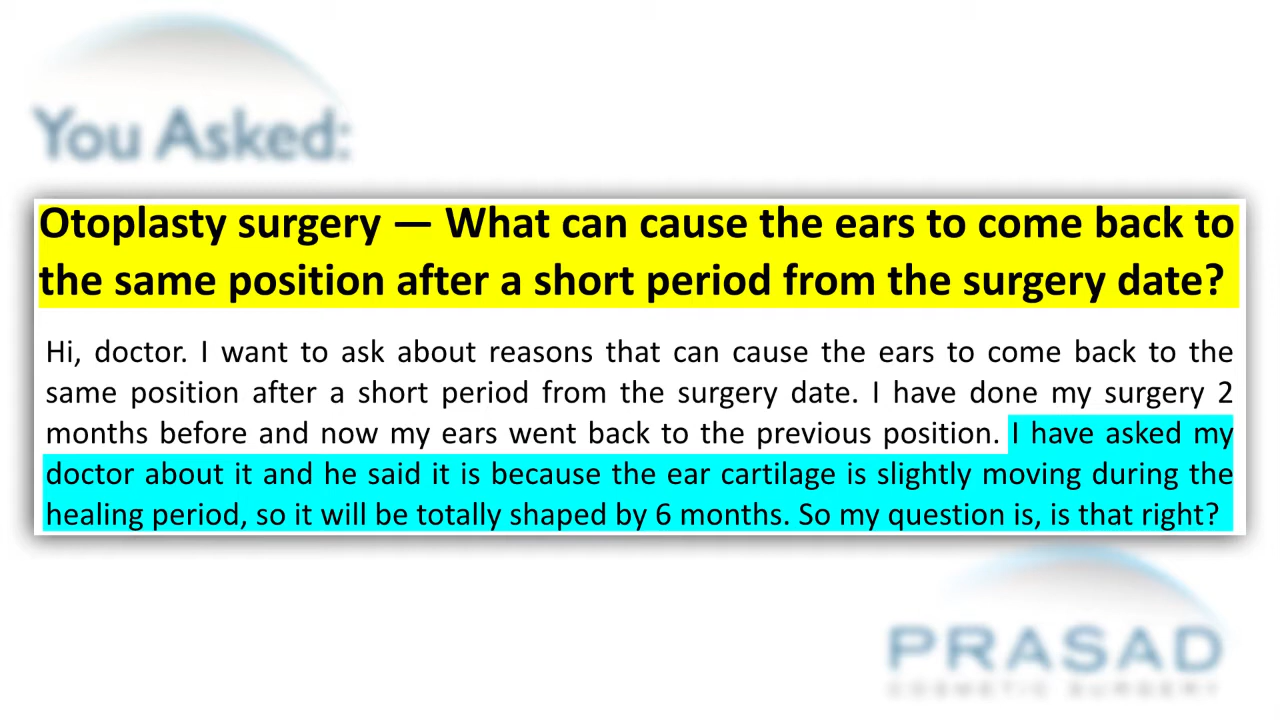 You Asked:
Otoplasty surgery — What can cause the ears to come back to
the same position after a short period from the surgery date?
Hi, doctor. I want to ask about reasons that can cause the ears to come back to the
same position after a short period from the surgery date. I have done my surgery 2
months before and now my ears went back to the previous position. I have asked my
doctor about it and he said it is because the ear cartilage is slightly moving during the
healing period, so it will be totally shaped by 6 months. So my question is, is that right?
PRASAD
COSMETIC SURGERY